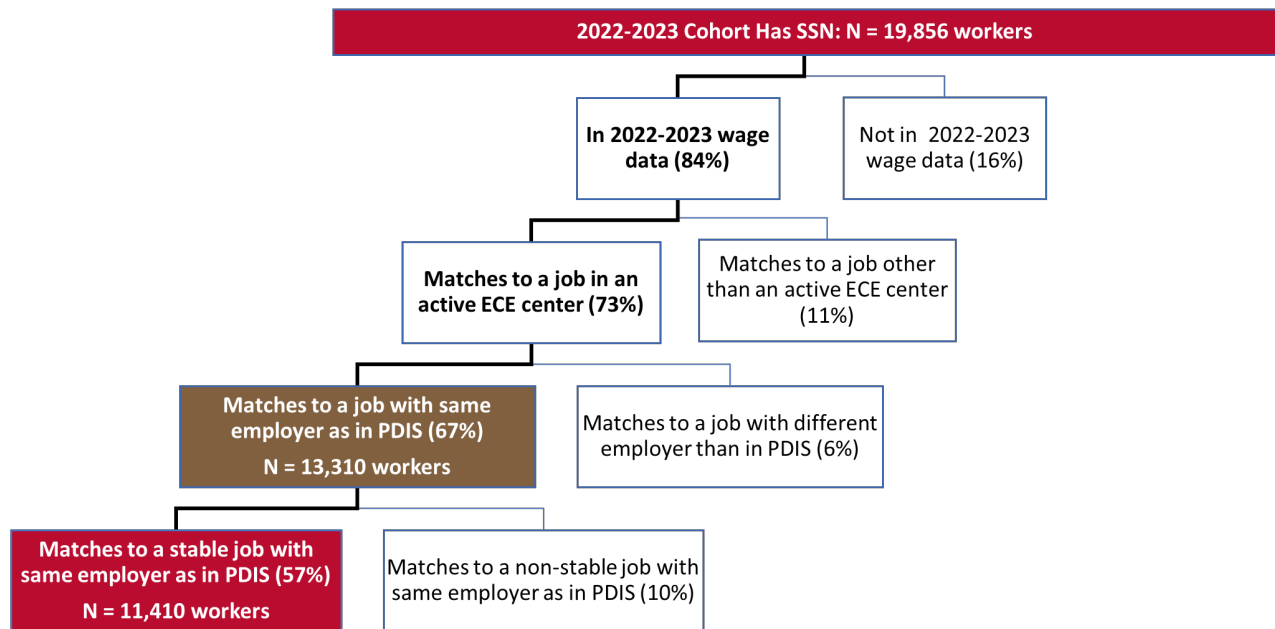 2022-2023 Cohort Has SSN: N = 19,856 workers
In 2022-2023 wage
data (84%)
Not in 2022-2023
wage data (16%)
Matches to a job in an
active ECE center (73%)
Matches to a job other
than an active ECE center
(11%)
Matches to a job with same
employer as in PDIS (67%)
N = 13,310 workers
Matches to a job with different
employer than in PDIS (6%)
Matches to a stable job with
same employer as in PDIS (57%)
N = 11,410 workers
Matches to a non-stable job with
same employer as in PDIS (10%)